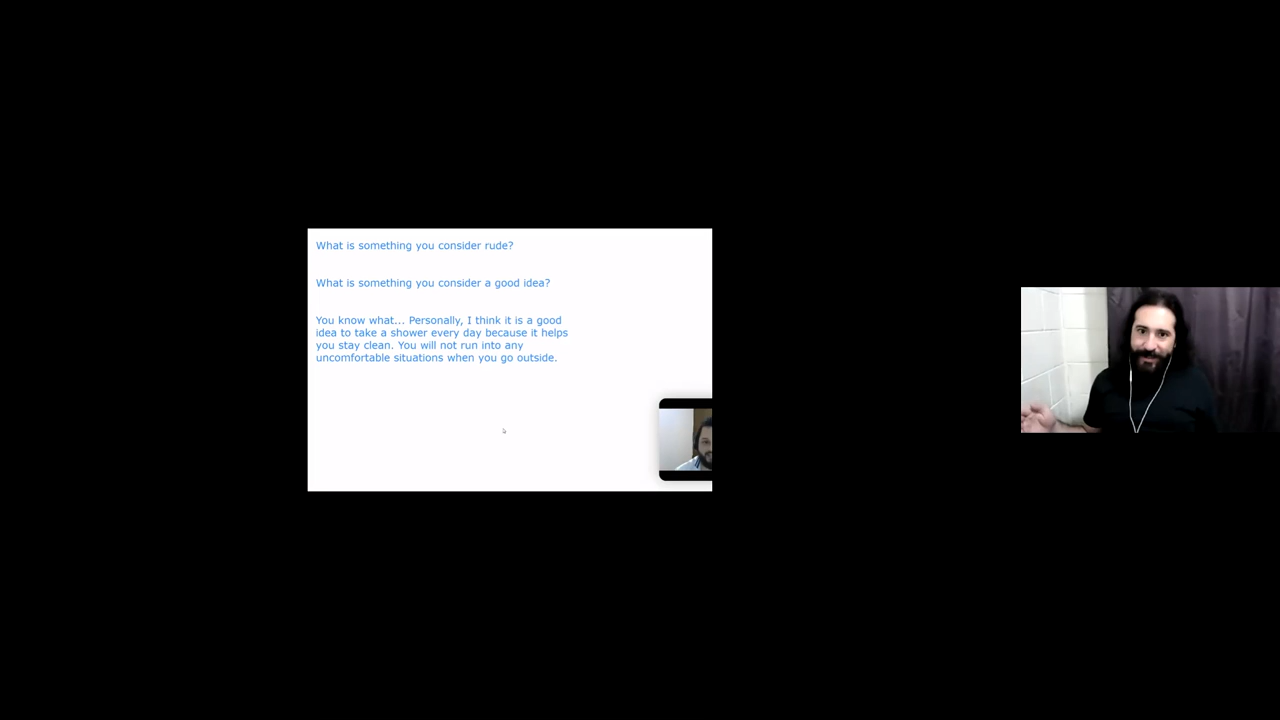 What is something you consider rude?
What is something you consider a good idea?
You know what... Personally, I think it is a good
idea to take a shower every day because it helps
you stay clean. You will not run into any
uncomfortable situations when you go outside.